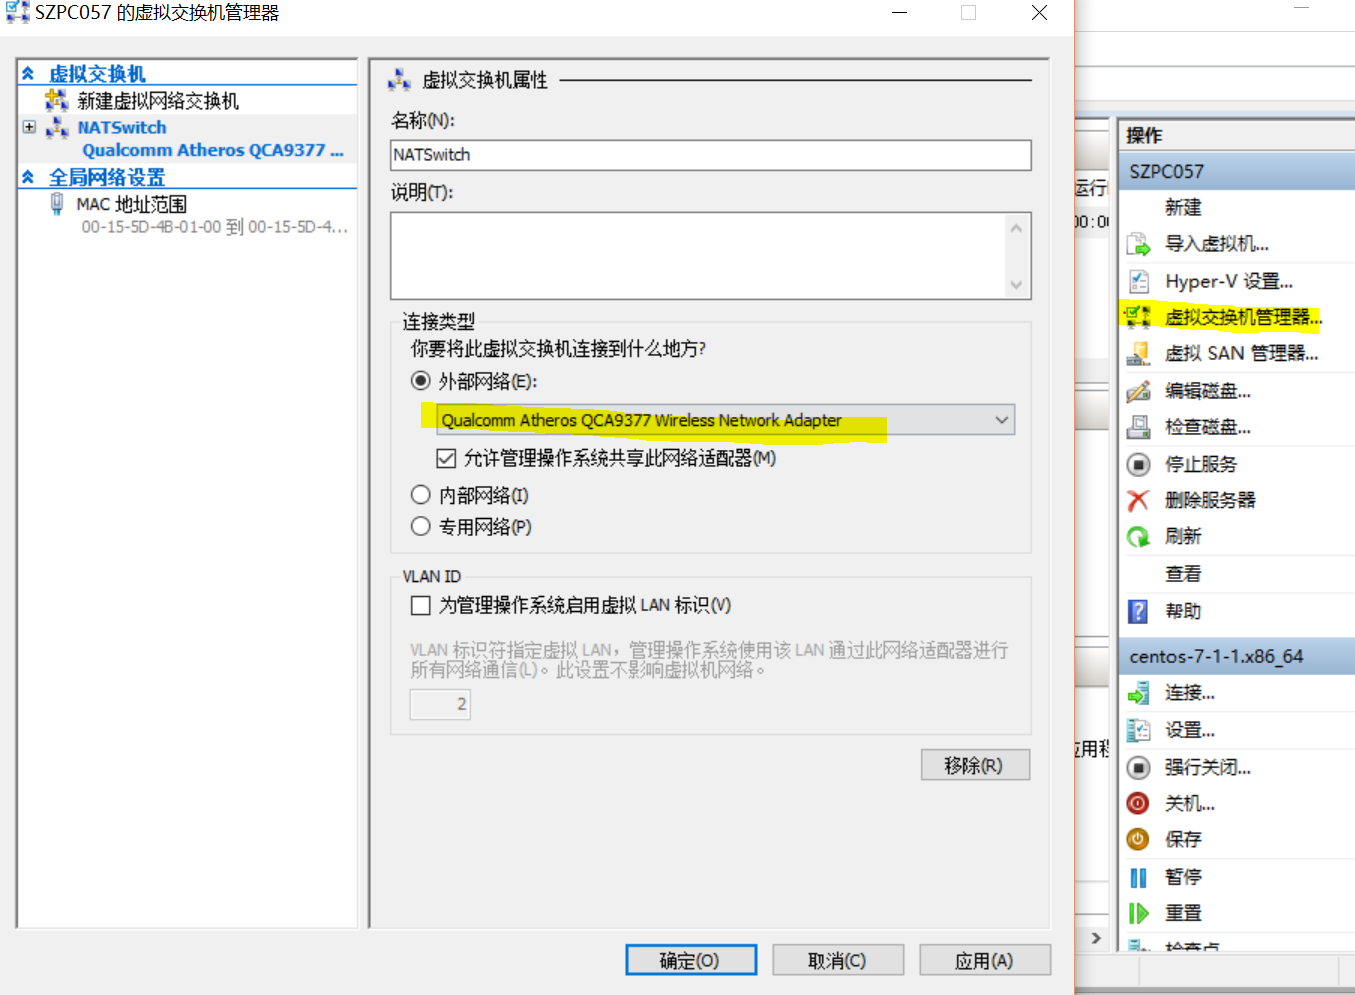 SZPC057 的虚拟交换机管理器
虚拟交换机
新建虚拟网络交换机
NATSwitch
Qualcomm Atheros QCA9377 ...
全局网络设置
MAC 地址范围
00-15-5D-4B-01-00 到 00-15-5D-4...
虚拟交换机属性
名称(N):
NATSwitch
说明(T):
连接类型
你要将此虚拟交换机连接到什么地方?
外部网络(E):
Qualcomm Atheros QCA9377 Wireless Network Adapter
允许管理操作系统共享此网络适配器(M)
内部网络(I)
专用网络(P)
VLAN ID
为管理操作系统启用虚拟 LAN 标识(V)
VLAN 标识符指定虚拟 LAN，管理操作系统使用该 LAN 通过此网络适配器进行
所有网络通信(L)。此设置不影响虚拟机网络。
2
移除(R)
确定(O)
取消(C)
应用(A)
运行
00:0
应用程
操作
SZPC057
新建
导入虚拟机...
Hyper-V 设置...
虚拟交换机管理器...
虚拟 SAN 管理器...
编辑磁盘...
检查磁盘...
停止服务
删除服务器
刷新
查看
帮助
centos-7-1-1.x86_64
连接...
设置...
强行关闭...
关机...
保存
暂停
重置
检查点